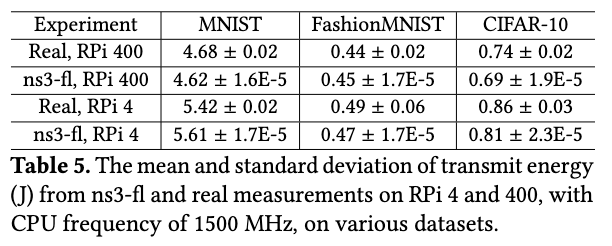 Experiment MNIST FashionMNIST CIFAR-10
Real, RPi 400 4.68 ± 0.02 0.44 ± 0.02 0.74 ± 0.02
ns3-fl, RPi 400 4.62 ± 1.6E-5 0.45 ± 1.7E-5 0.69 ± 1.9E-5
Real, RPi 4 5.42 ± 0.02 0.49 ± 0.06 0.86 ± 0.03
ns3-fl, RPi 4 5.61 ± 1.7E-5 0.47 ± 1.7E-5 0.81 ± 2.3E-5
Table 5. The mean and standard deviation of transmit energy
(J) from ns3-fl and real measurements on RPi 4 and 400, with
CPU frequency of 1500 MHz, on various datasets.